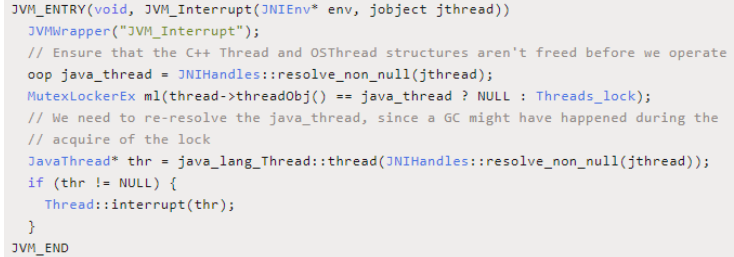 JVM_ENTRY(void, JVM_Interrupt(JNIEnv* env, jobject jthread))
  JVMWrapper("JVM_Interrupt");
  // Ensure that the C++ Thread and OSThread structures aren't freed before we operate
  oop java_thread = JNIHandles::resolve_non_null(jthread);
  MutexLockerEx ml(thread->threadObj() == java_thread ? NULL : Threads_lock);
  // We need to re-resolve the java_thread, since a GC might have happened during the
  // acquire of the lock
  JavaThread* thr = java_lang_Thread::thread(JNIHandles::resolve_non_null(jthread));
  if (thr != NULL) {
    Thread::interrupt(thr);
  }
JVM_END